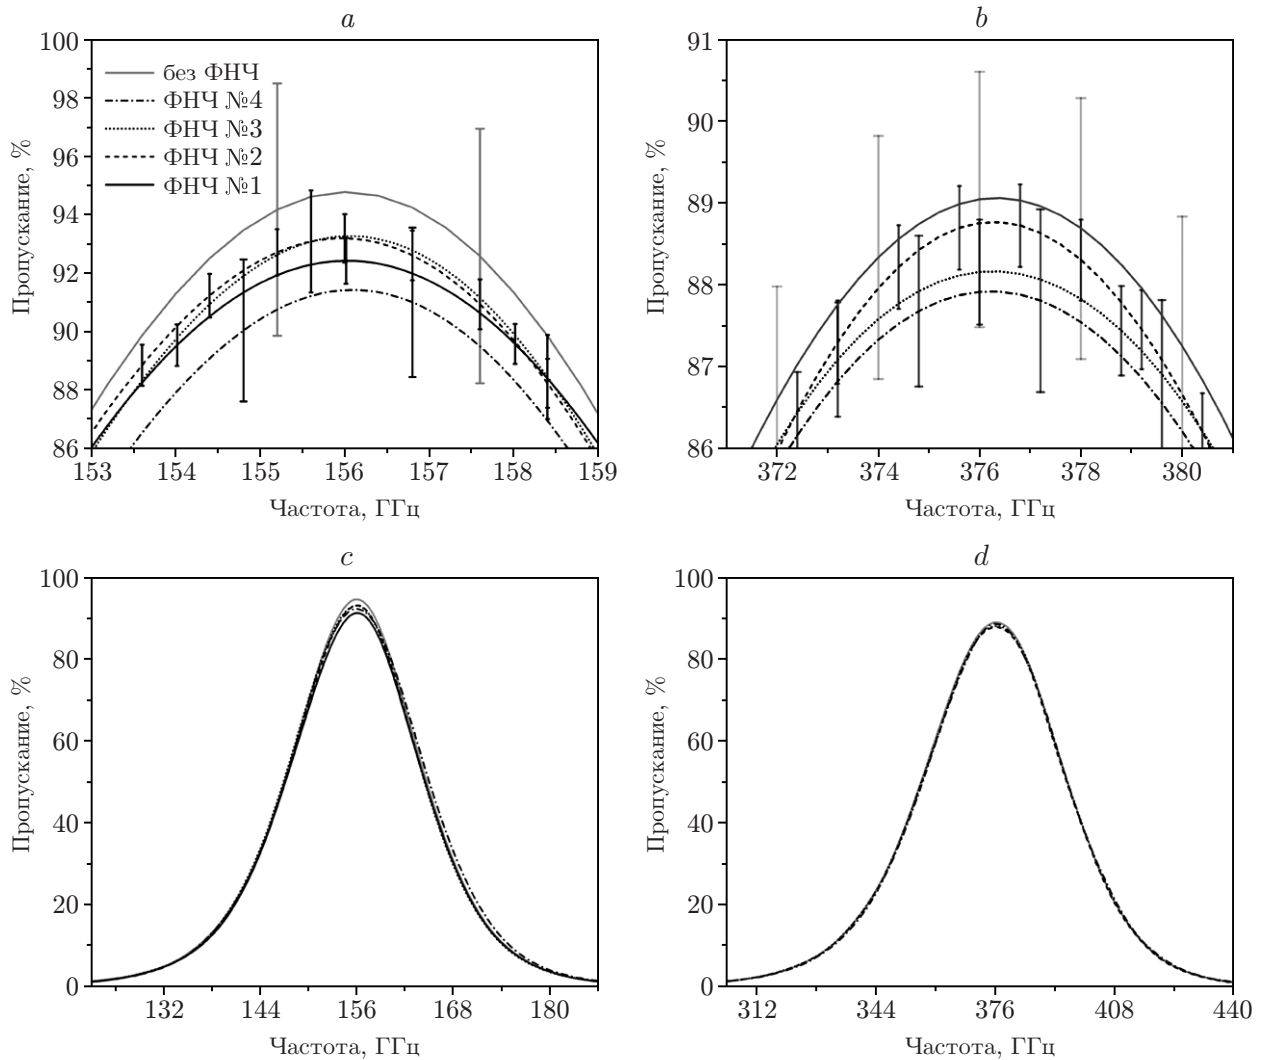 a
100
98
96
94
92
90
88
86
153 154 155 156 157 158 159
Пропускание, %
Частота, ГГц
без ФНЧ
ФНЧ №4
ФНЧ №3
ФНЧ №2
ФНЧ №1
b
91
90
89
88
87
86
372 374 376 378 380
Пропускание, %
Частота, ГГц
c
100
80
60
40
20
0
132 144 156 168 180
Пропускание, %
Частота, ГГц
d
100
80
60
40
20
0
312 344 376 408 440
Пропускание, %
Частота, ГГц